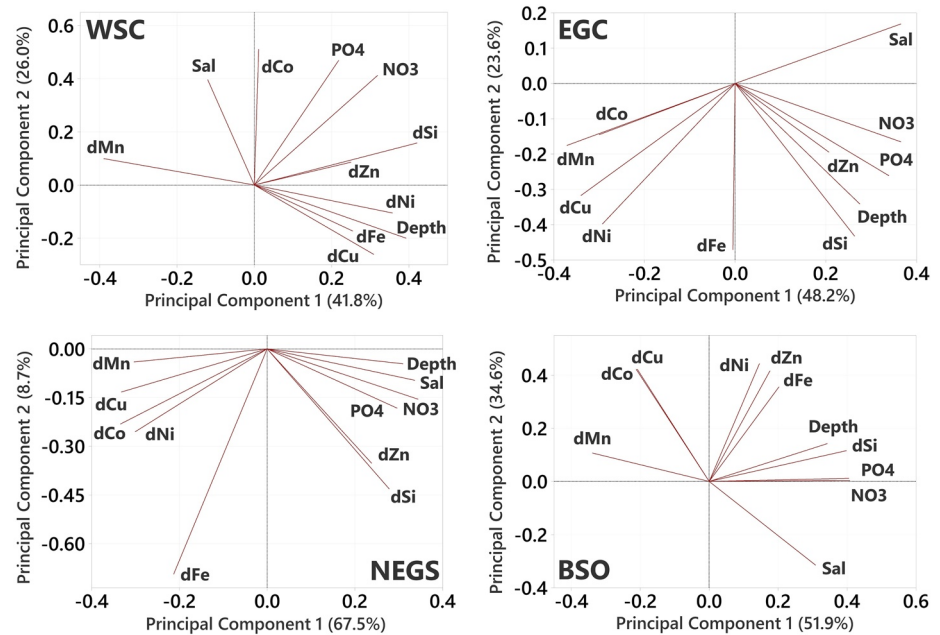 WSC
Principal Component 2 (26.0%)
0.6
0.4
0.2
0.0
-0.2
Sal
dCo
PO4
NO3
dMn
dSi
dZn
dNi
Depth
dFe
dCu
-0.4
-0.2
0.0
0.2
0.4
Principal Component 1 (41.8%)
EGC
Principal Component 2 (23.6%)
0.2
0.1
0.0
-0.1
-0.2
-0.3
-0.4
-0.5
Sal
dCo
NO3
dMn
dZn
PO4
dCu
Depth
dNi
dFe
dSi
-0.4
-0.2
0.0
0.2
0.4
Principal Component 1 (48.2%)
Principal Component 2 (8.7%)
0.00
-0.15
-0.30
-0.45
-0.60
dMn
Depth
Sal
dCu
PO4
NO3
dCo
dNi
dZn
dSi
dFe
NEGS
-0.4
-0.2
0.0
0.2
0.4
Principal Component 1 (67.5%)
Principal Component 2 (34.6%)
0.4
0.2
0.0
-0.2
-0.4
dCu
dCo
dNi
dZn
dFe
dMn
Depth
dSi
PO4
NO3
Sal
BSO
-0.4
-0.2
0.0
0.2
0.4
0.6
Principal Component 1 (51.9%)